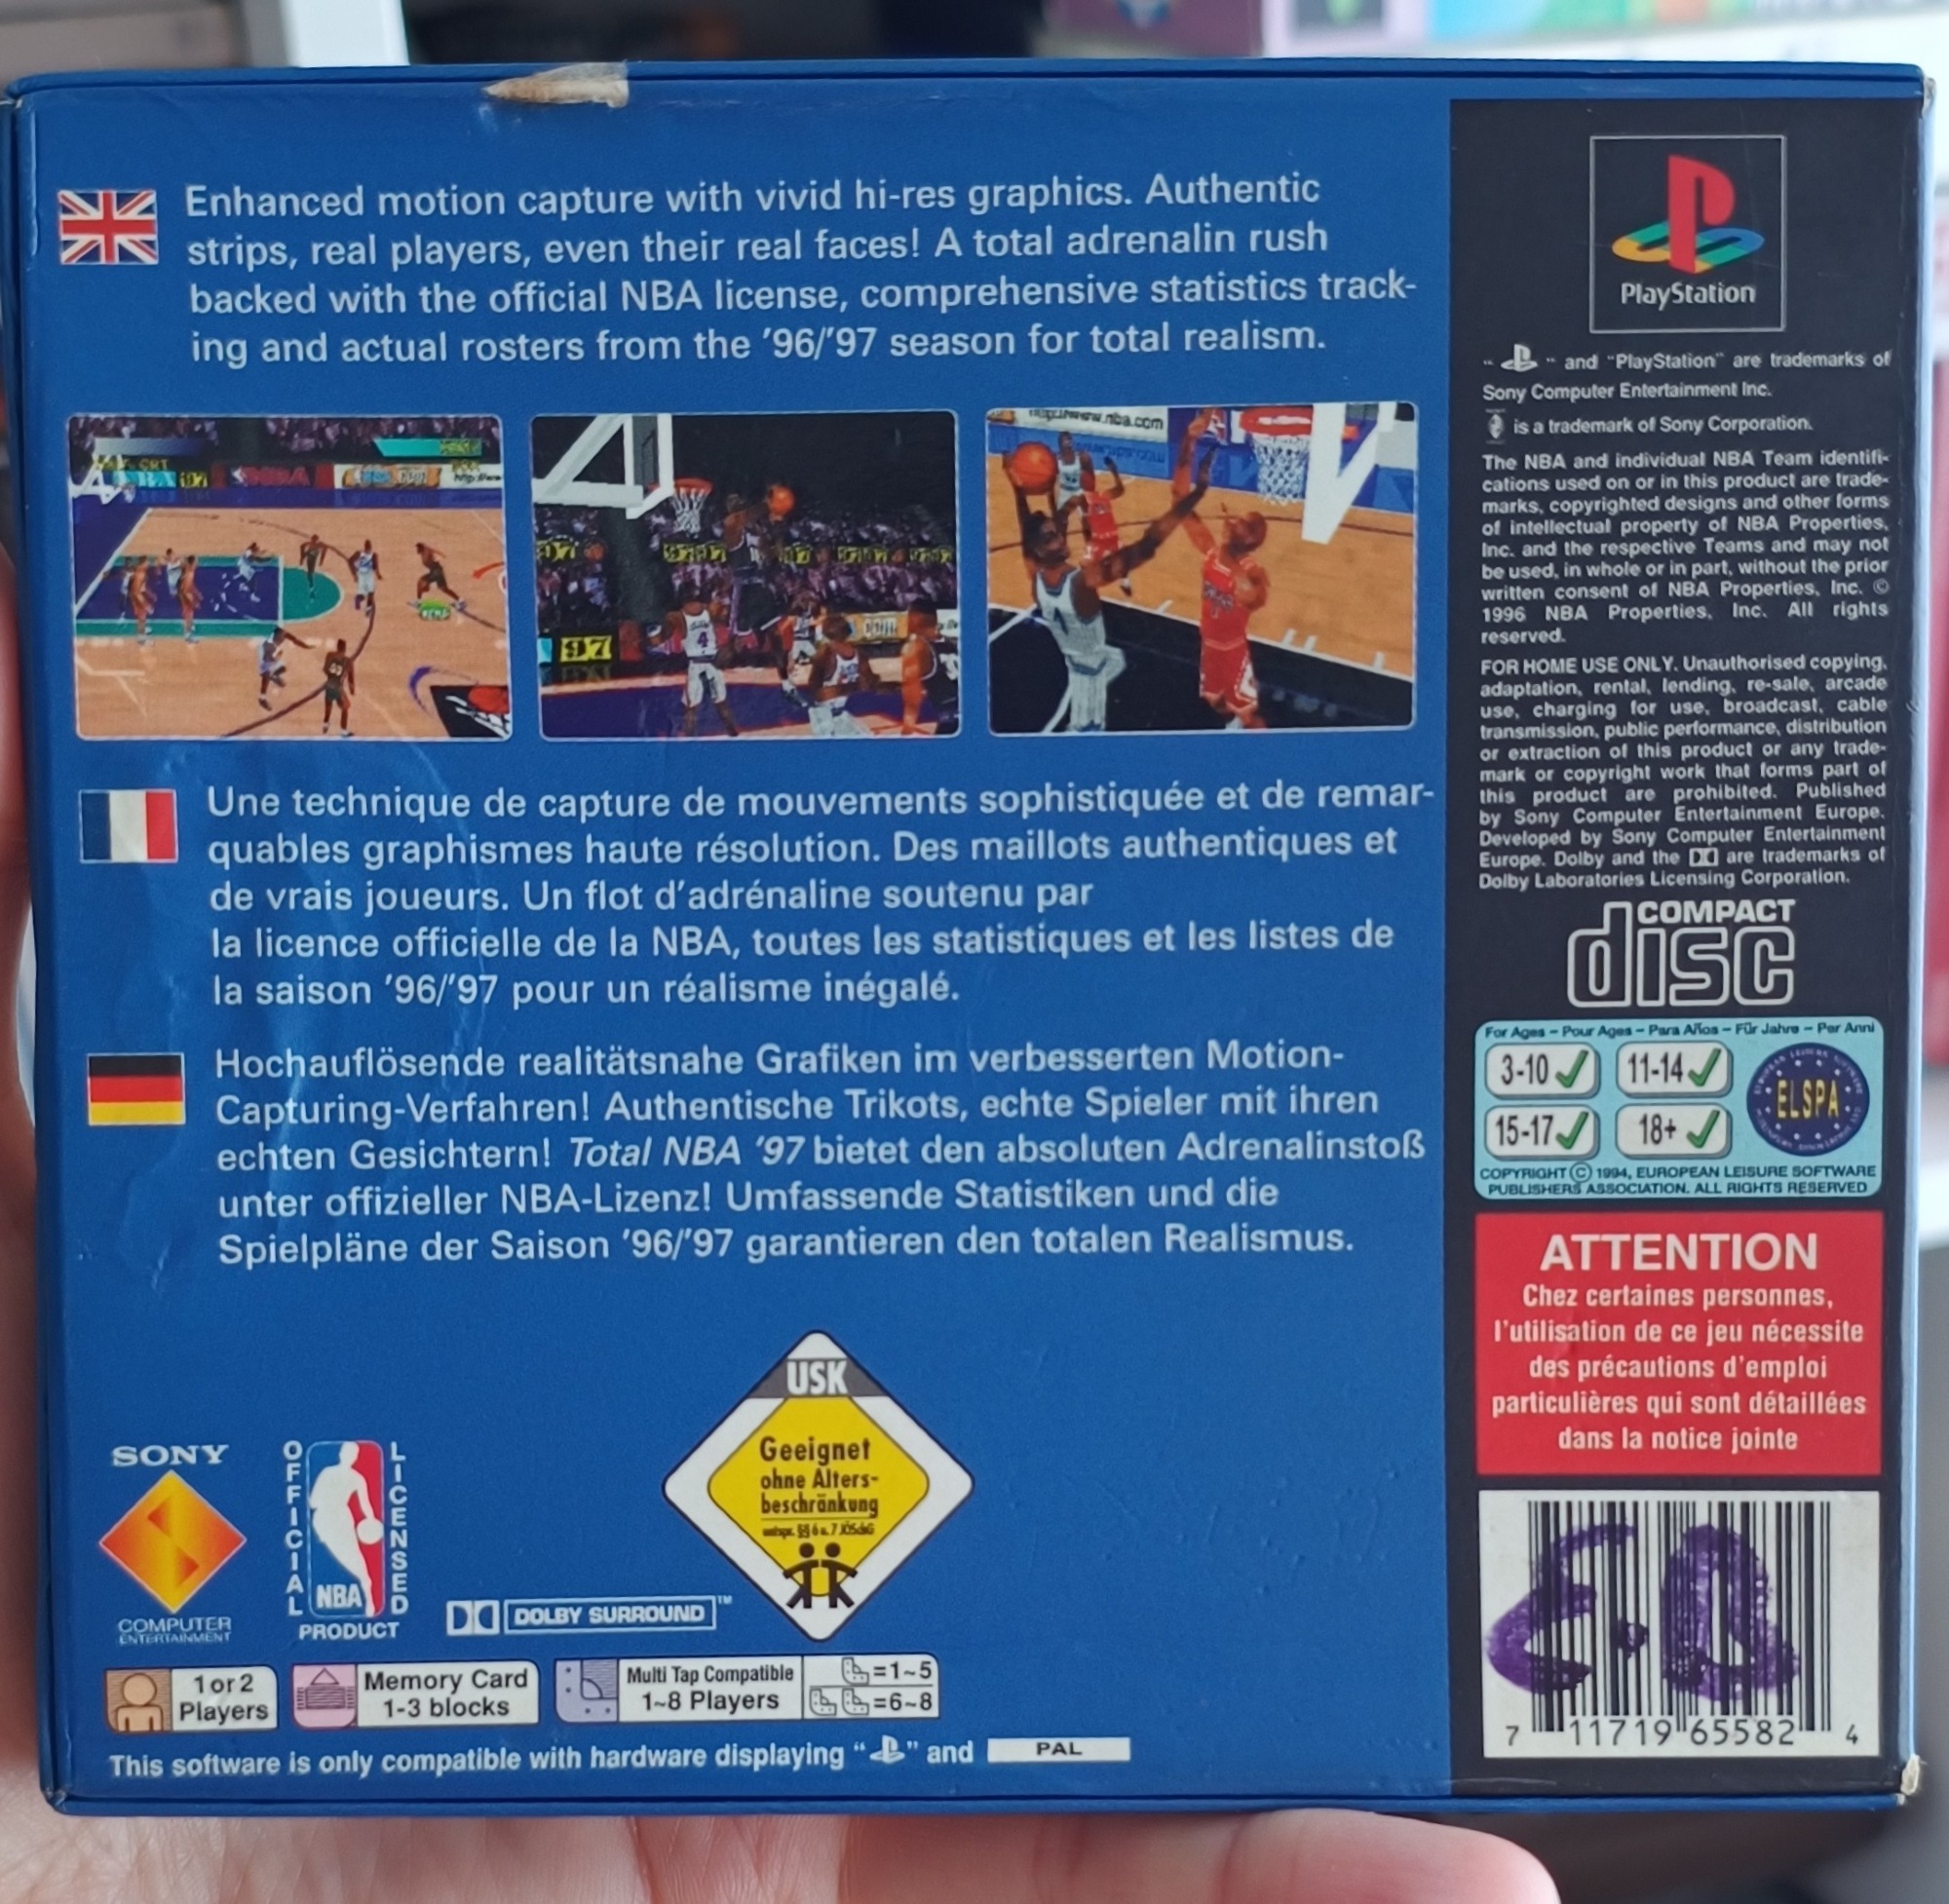 Enhanced motion capture with vivid hi-res graphics. Authentic
strips, real players, even their real faces! A total adrenalin rush
backed with the official NBA license, comprehensive statistics track-
ing and actual rosters from the '96/'97 season for total realism.
http://www.nba.com
4
97
Une technique de capture de mouvements sophistiquée et de remar-
quables graphismes haute résolution. Des maillots authentiques et
de vrais joueurs. Un flot d'adrénaline soutenu par
la licence officielle de la NBA, toutes les statistiques et les listes de
la saison '96/'97 pour un réalisme inégalé.
Hochauflösende realitätsnahe Grafiken im verbesserten Motion-
Capturing-Verfahren! Authentische Trikots, echte Spieler mit ihren
echten Gesichtern! Total NBA '97 bietet den absoluten Adrenalinstoß
unter offizieller NBA-Lizenz! Umfassende Statistiken und die
Spielpläne der Saison '96/'97 garantieren den totalen Realismus.
SONY
COMPUTER
ENTERTAINMENT
OFFICIAL
LICENSED
NBA
PRODUCT
DOLBY SURROUND™
USK
Geeignet
ohne Alters-
beschränkung
entspr. §§ 6 u. 7 JÖSchG
1 or 2
Players
Memory Card
1-3 blocks
Multi Tap Compatible
1~8 Players
=1~5
=6~8
This software is only compatible with hardware displaying " " and PAL
PlayStation
" " and "PlayStation" are trademarks of
Sony Computer Entertainment Inc.
is a trademark of Sony Corporation.
The NBA and individual NBA Team identifi-
cations used on or in this product are trade-
marks, copyrighted designs and other forms
of intellectual property of NBA Properties,
Inc. and the respective Teams and may not
be used, in whole or in part, without the prior
written consent of NBA Properties, Inc. ©
1996 NBA Properties, Inc. All rights
reserved.
FOR HOME USE ONLY. Unauthorised copying,
adaptation, rental, lending, re-sale, arcade
use, charging for use, broadcast, cable
transmission, public performance, distribution
or extraction of this product or any trade-
mark or copyright work that forms part of
this product are prohibited. Published
by Sony Computer Entertainment Europe.
Developed by Sony Computer Entertainment
Europe. Dolby and the are trademarks of
Dolby Laboratories Licensing Corporation.
COMPACT
disc
For Ages – Pour Ages – Para Años – Für Jahre – Per Anni
3-10 11-14
15-17 18+
ELSPA
COPYRIGHT © 1994, EUROPEAN LEISURE SOFTWARE
PUBLISHERS ASSOCIATION. ALL RIGHTS RESERVED
ATTENTION
Chez certaines personnes,
l'utilisation de ce jeu nécessite
des précautions d'emploi
particulières qui sont détaillées
dans la notice jointe
7 11719 65582 4